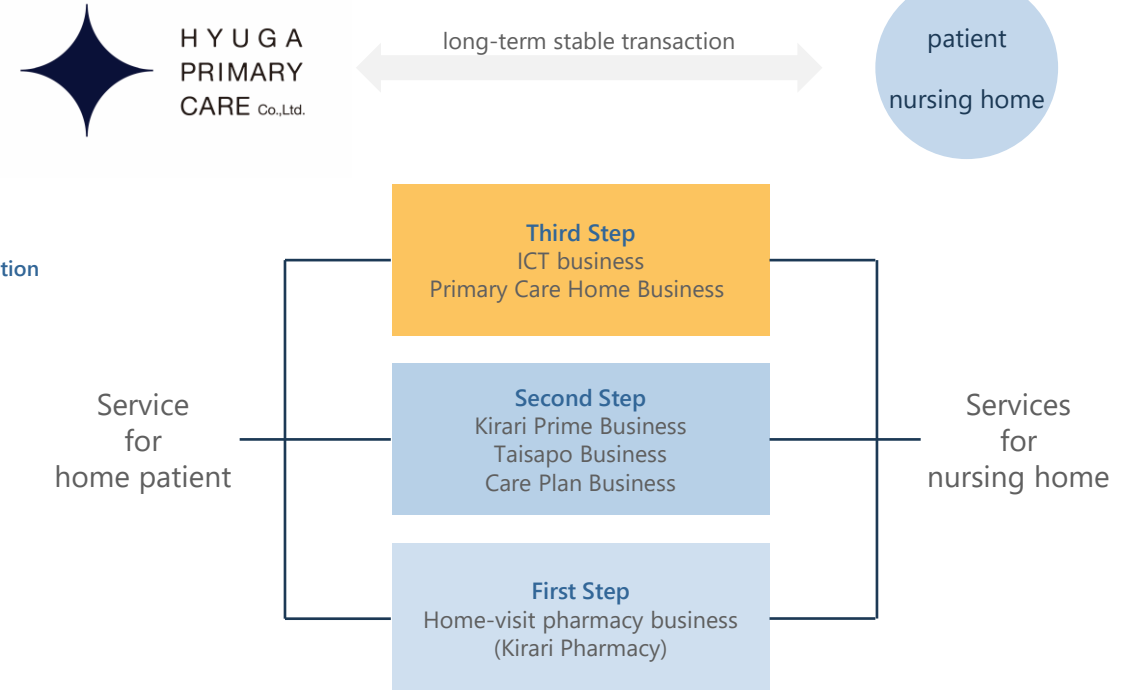 HYUGA
PRIMARY
CARE Co.,Ltd.
long-term stable transaction
patient
nursing home
tion
Third Step
ICT business
Primary Care Home Business
Service
for
home patient
Second Step
Kirari Prime Business
Taisapo Business
Care Plan Business
Services
for
nursing home
First Step
Home-visit pharmacy business
(Kirari Pharmacy)